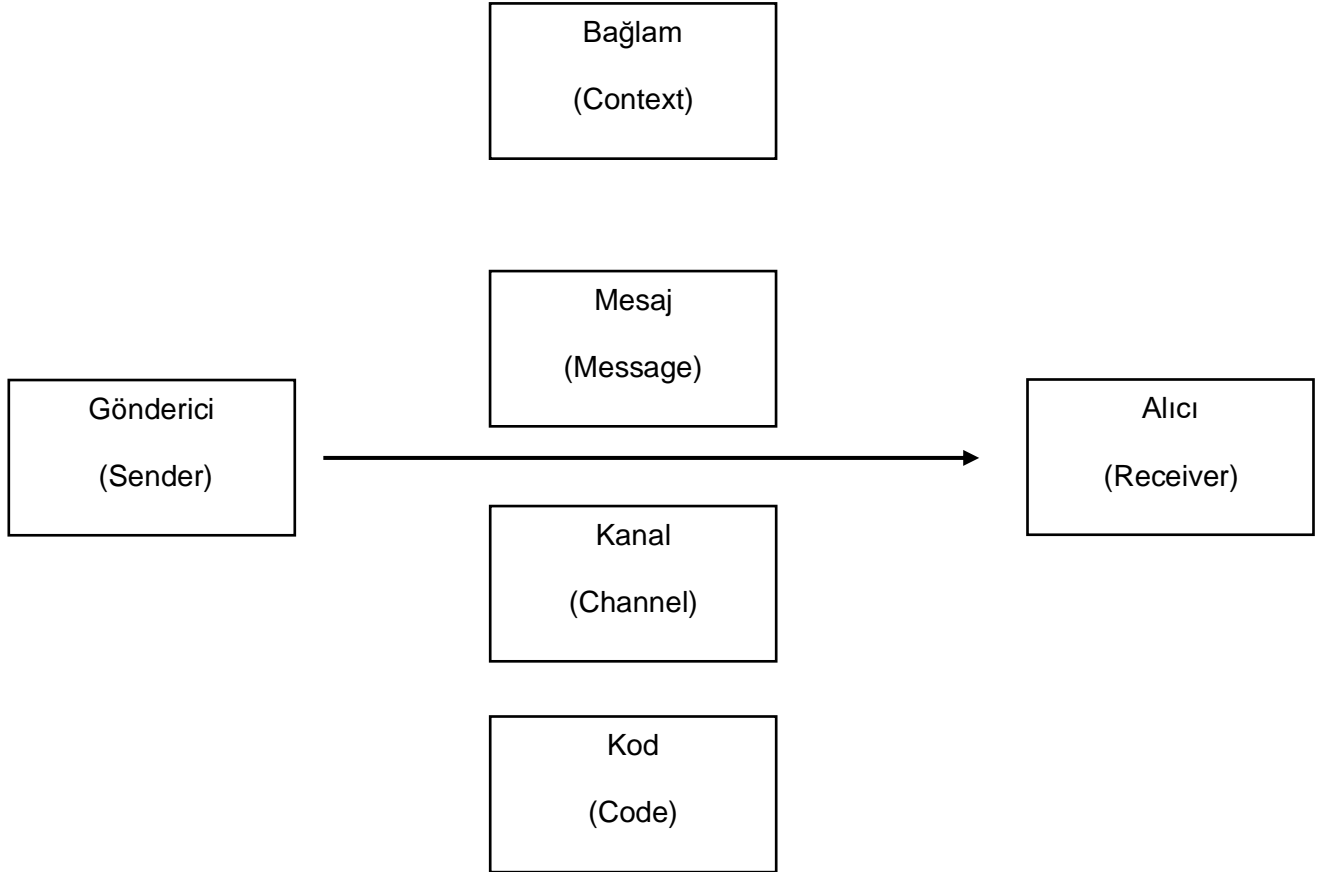 Bağlam
(Context)
Mesaj
(Message)
Gönderici
(Sender)
Alıcı
(Receiver)
Kanal
(Channel)
Kod
(Code)